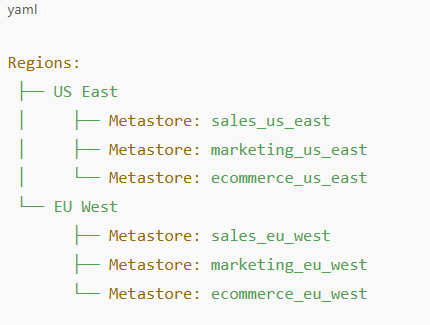 yaml
Regions:
├── US East
│     ├── Metastore: sales_us_east
│     ├── Metastore: marketing_us_east
│     └── Metastore: ecommerce_us_east
└── EU West
      ├── Metastore: sales_eu_west
      ├── Metastore: marketing_eu_west
      └── Metastore: ecommerce_eu_west